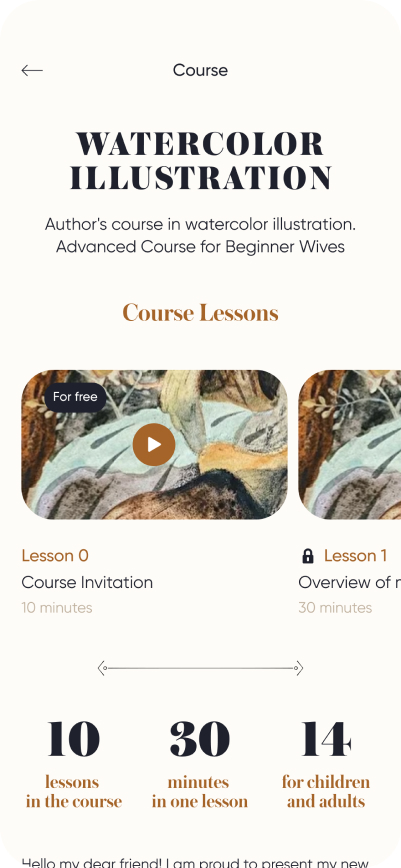 Course
WATERCOLOR
ILLUSTRATION
Author's course in watercolor illustration.
Advanced Course for Beginner Wives
Course Lessons
For free
Lesson 0
Course Invitation
10 minutes
Lesson 1
Overview of
30 minutes
10
lessons
in the course
30
minutes
in one lesson
14
for children
and adults
Hello my dear friend! I am proud to present my new